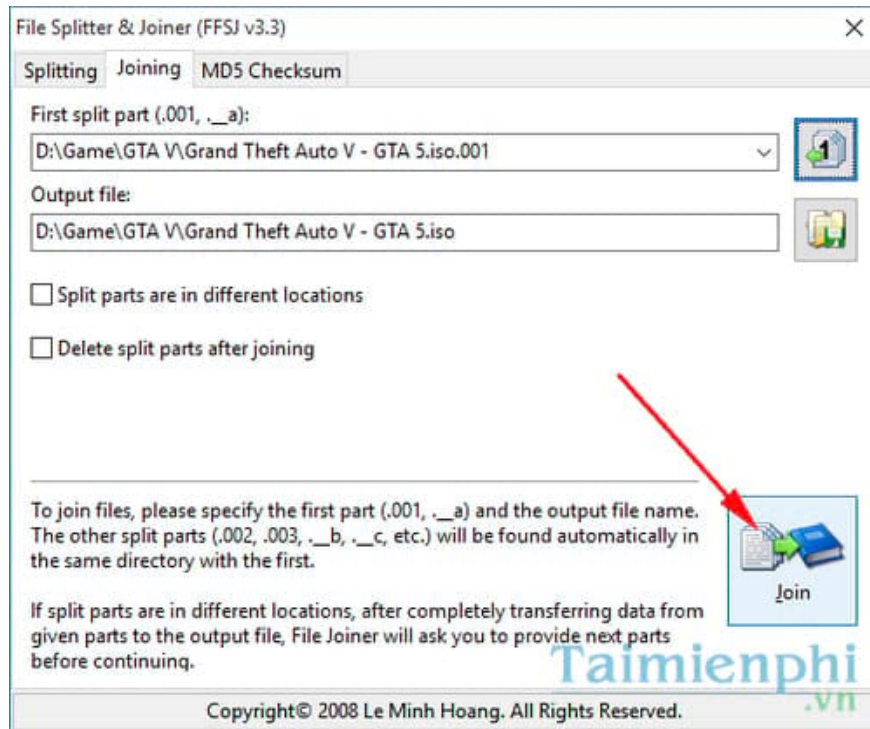 File Splitter & Joiner (FFSJ v3.3)
Splitting Joining MD5 Checksum
First split part (.001, .__a):
D:\Game\GTA V\Grand Theft Auto V - GTA 5.iso.001
1
Output file:
D:\Game\GTA V\Grand Theft Auto V - GTA 5.iso
Split parts are in different locations
Delete split parts after joining
To join files, please specify the first part (.001, .__a) and the output file name.
The other split parts (.002, .003, .__b, .__c, etc.) will be found automatically in
the same directory with the first.
If split parts are in different locations, after completely transferring data from
given parts to the output file, File Joiner will ask you to provide next parts
before continuing.
Join
Taimienphi
.vn
Copyright© 2008 Le Minh Hoang. All Rights Reserved.